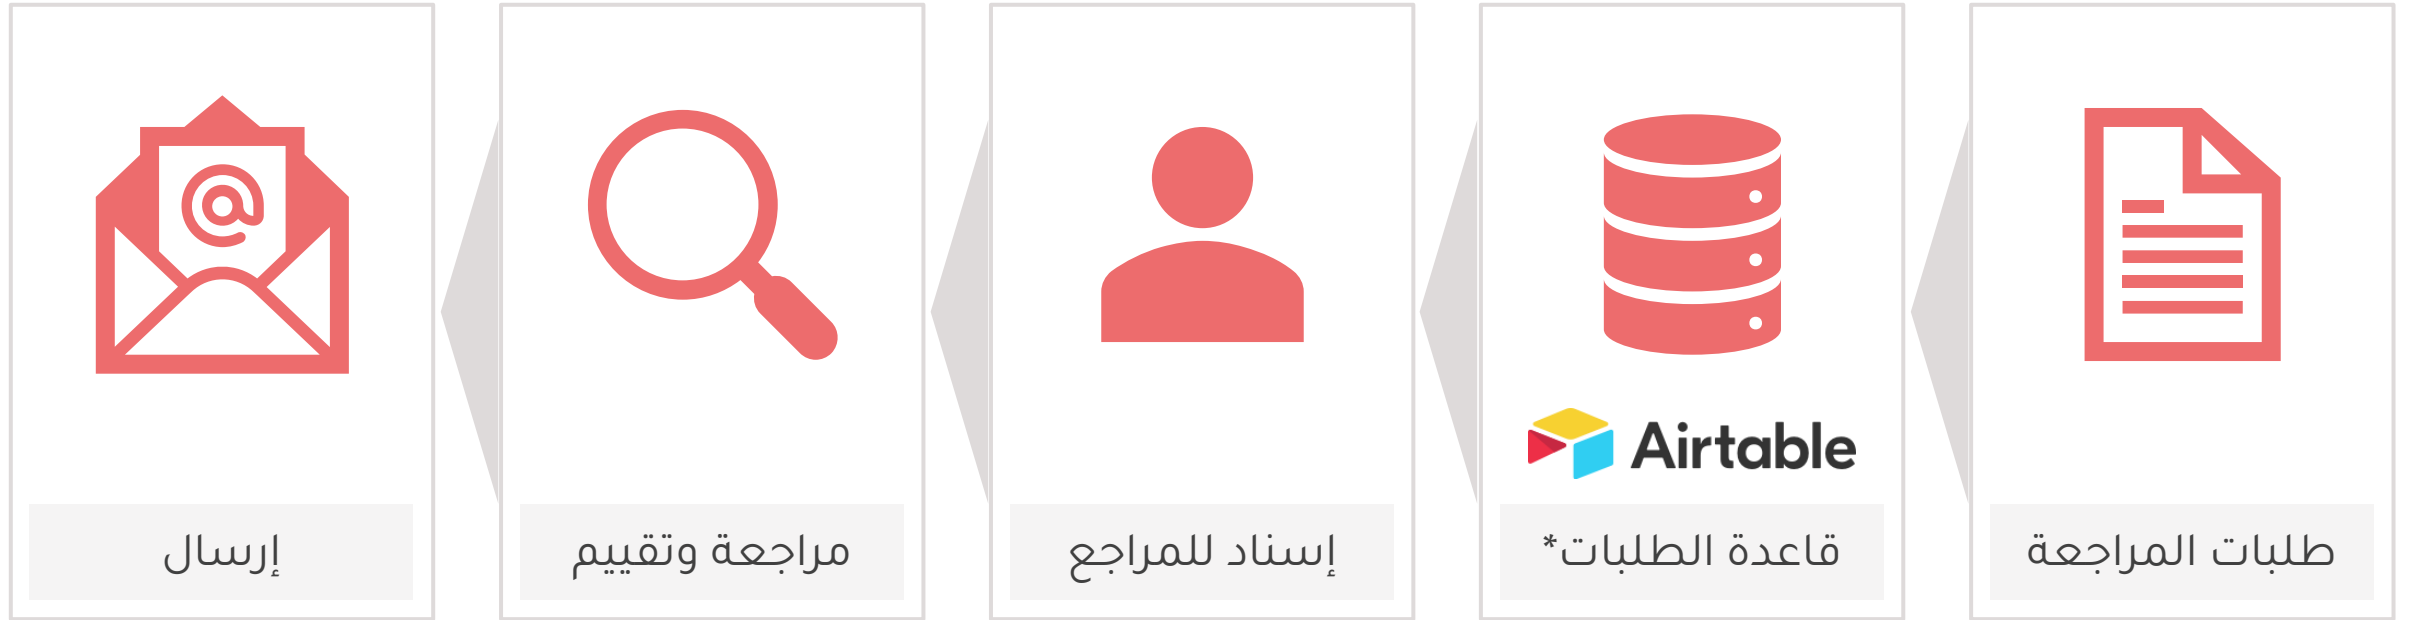 طلبات المراجعة
Airtable
قاعدة الطلبات*
إسناد للمراجع
مراجعة وتقييم
إرسال